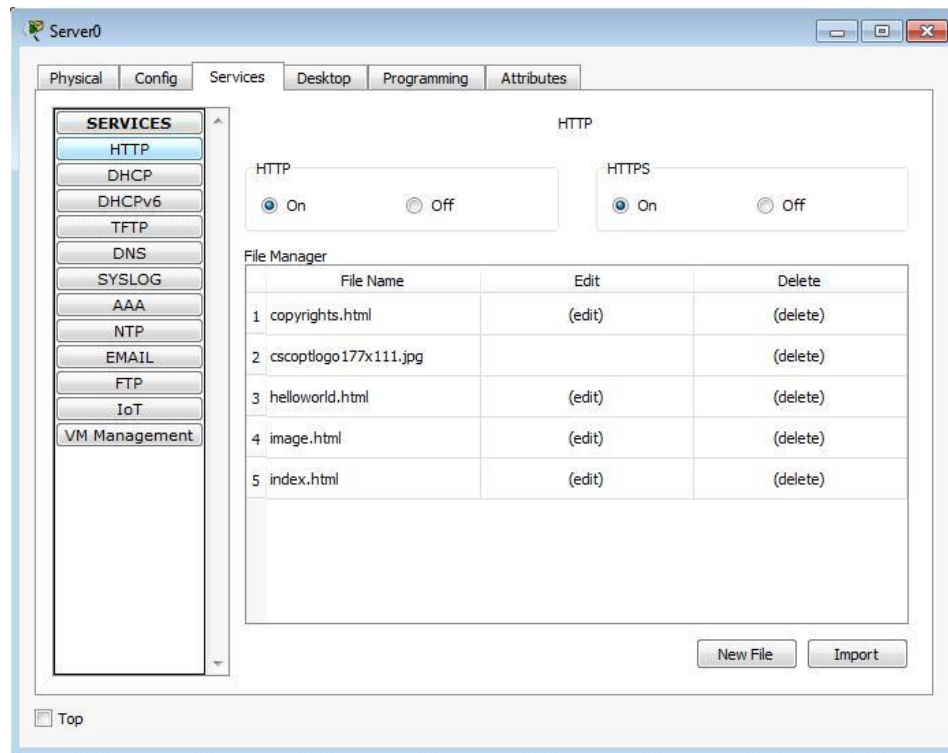 Server0
Physical Config Services Desktop Programming Attributes
SERVICES
HTTP
DHCP
DHCPv6
TFTP
DNS
SYSLOG
AAA
NTP
EMAIL
FTP
IoT
VM Management
HTTP
HTTP
On Off
HTTPS
On Off
File Manager
File Name Edit Delete
1 copyrights.html (edit) (delete)
2 cscoptlogo177x111.jpg (delete)
3 helloworld.html (edit) (delete)
4 image.html (edit) (delete)
5 index.html (edit) (delete)
New File Import
Top